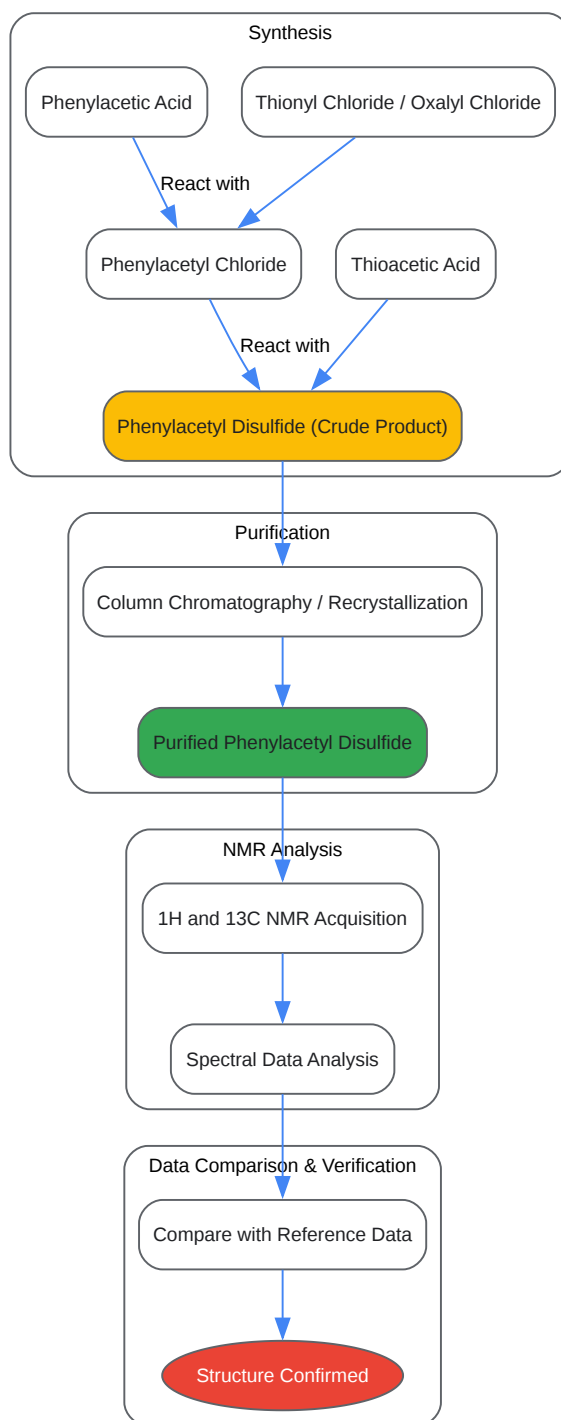 Synthesis
Phenylacetic Acid
Thionyl Chloride / Oxalyl Chloride
React with
Phenylacetyl Chloride
Thioacetic Acid
React with
Phenylacetyl Disulfide (Crude Product)
Purification
Column Chromatography / Recrystallization
Purified Phenylacetyl Disulfide
NMR Analysis
1H and 13C NMR Acquisition
Spectral Data Analysis
Data Comparison & Verification
Compare with Reference Data
Structure Confirmed